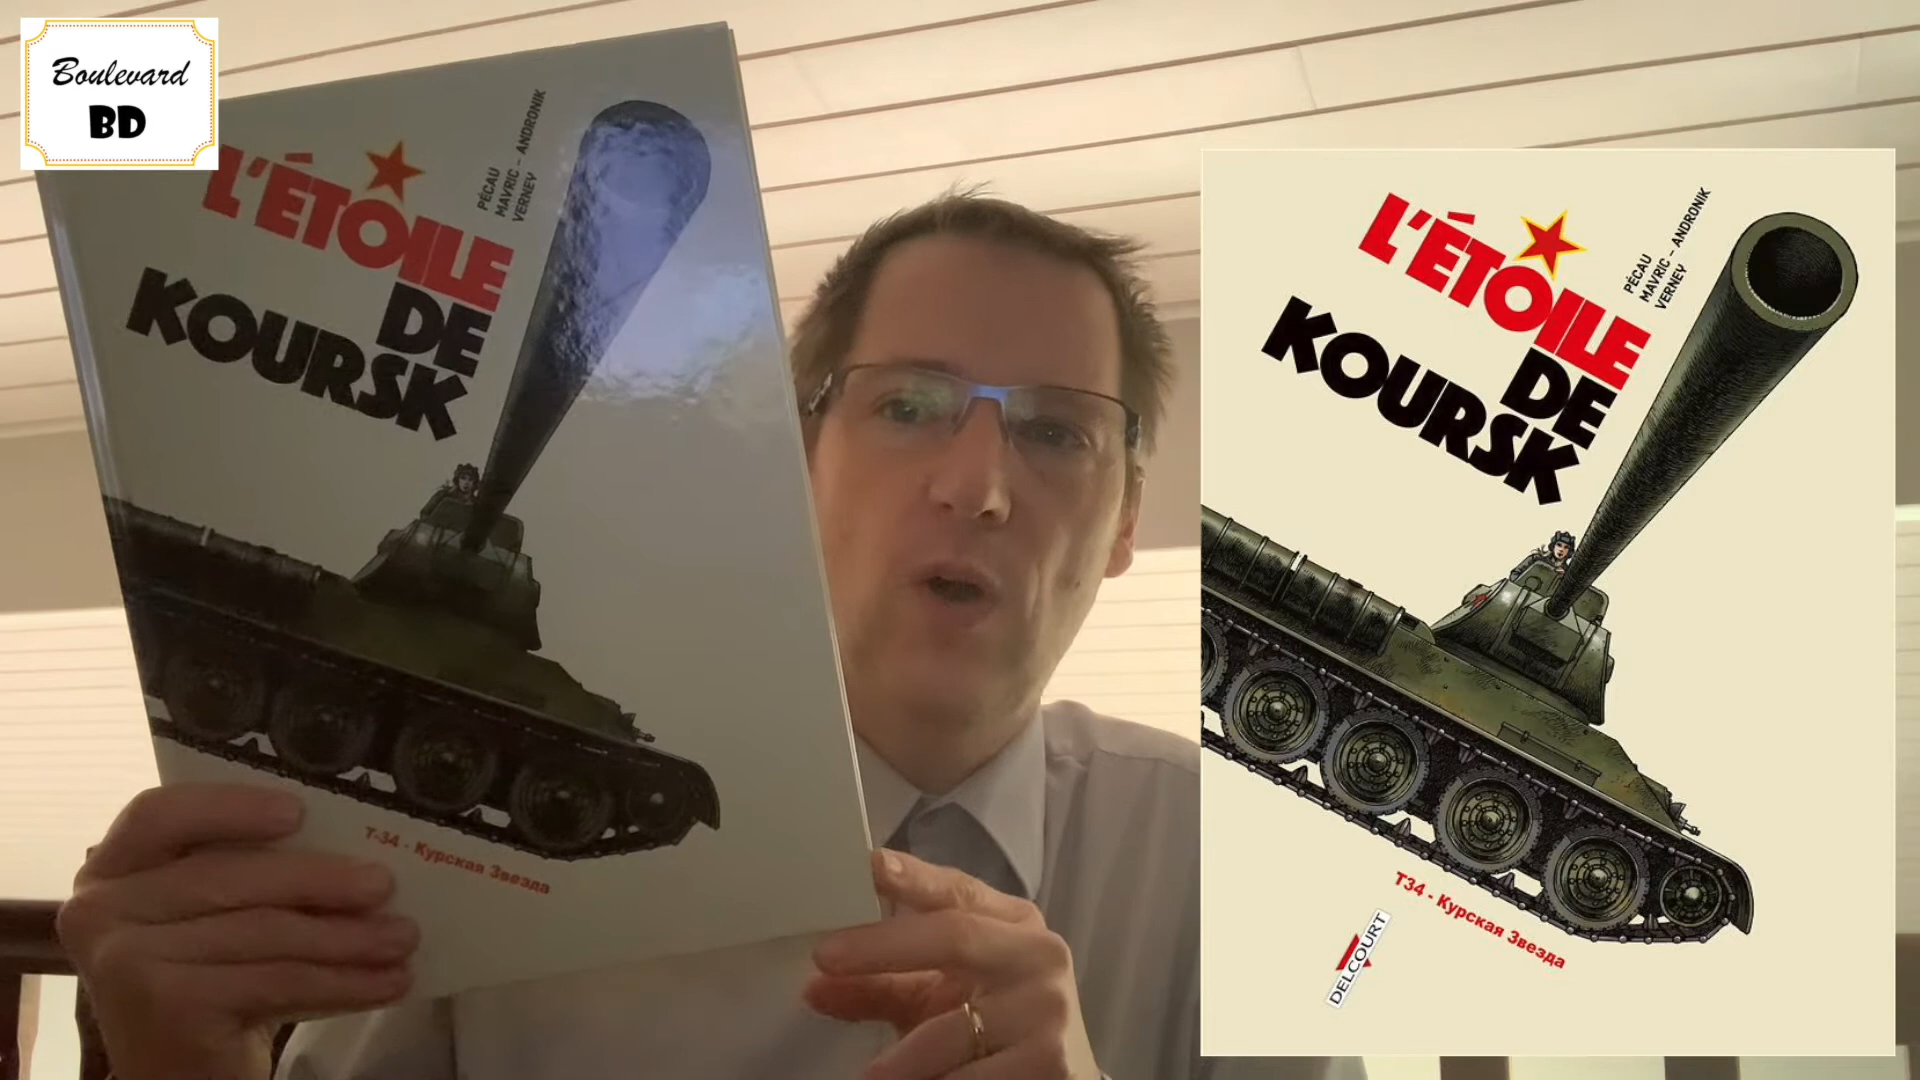 Boulevard
BD
L'ÉTOILE
DE
KOURSK
PÉCAU
MAVRIC - ANDRONIK
VERNEY
T-34 - Курская Звезда
L'ÉTOILE
DE
KOURSK
PÉCAU
MAVRIC - ANDRONIK
VERNEY
T34 - Курская Звезда
DELCOURT